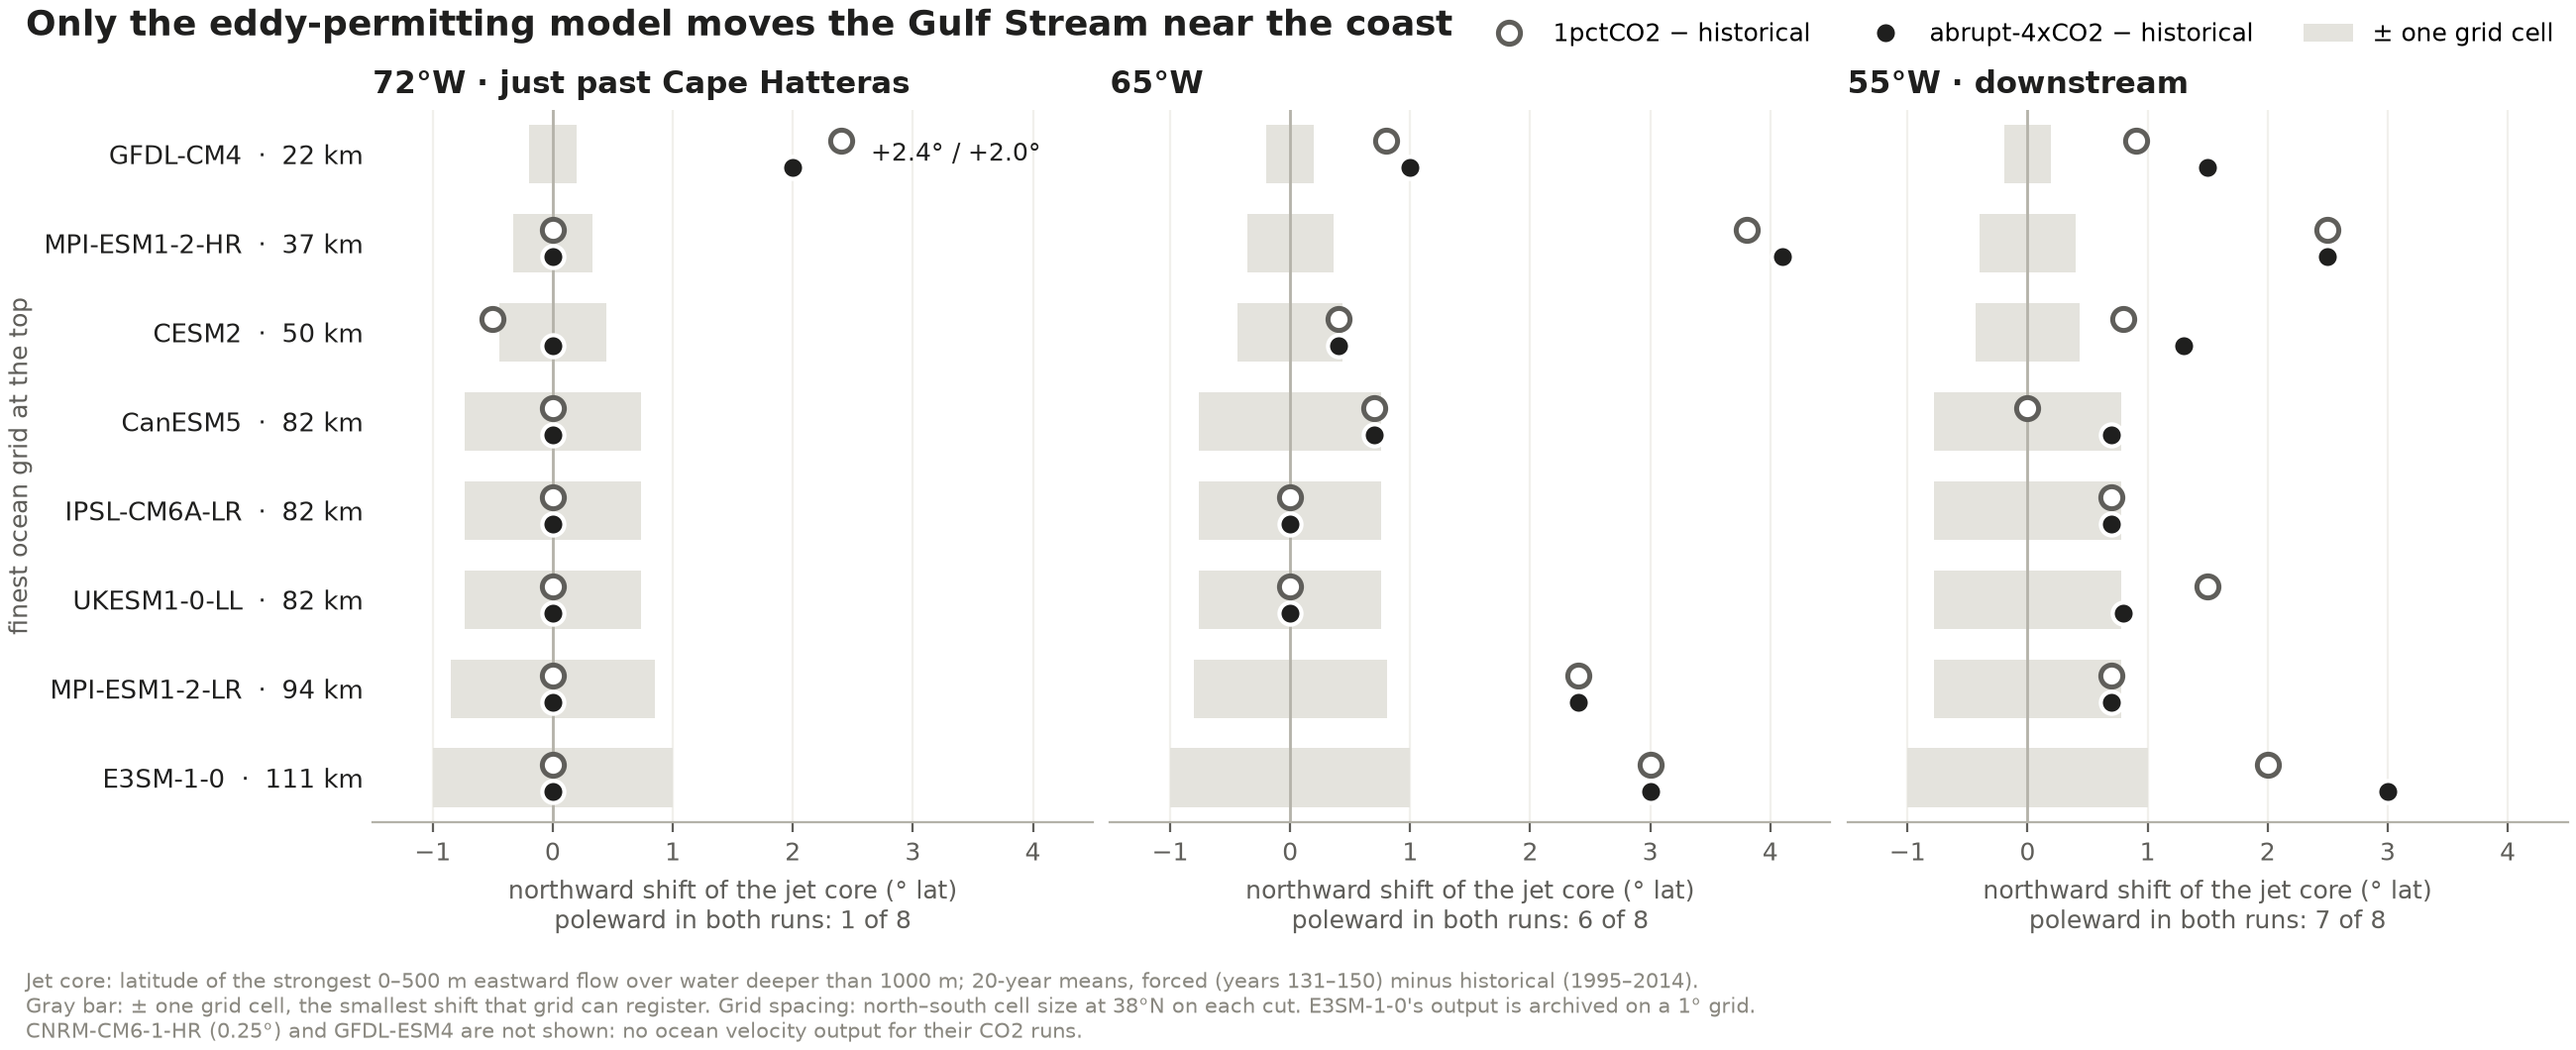 Only the eddy-permitting model moves the Gulf Stream near the coast
1pctCO2 − historical
abrupt-4xCO2 − historical
± one grid cell
72°W · just past Cape Hatteras
65°W
55°W · downstream
finest ocean grid at the top
GFDL-CM4 · 22 km
+2.4° / +2.0°
MPI-ESM1-2-HR · 37 km
CESM2 · 50 km
CanESM5 · 82 km
IPSL-CM6A-LR · 82 km
UKESM1-0-LL · 82 km
MPI-ESM1-2-LR · 94 km
E3SM-1-0 · 111 km
−1 0 1 2 3 4
−1 0 1 2 3 4
−1 0 1 2 3 4
northward shift of the jet core (° lat)
poleward in both runs: 1 of 8
northward shift of the jet core (° lat)
poleward in both runs: 6 of 8
northward shift of the jet core (° lat)
poleward in both runs: 7 of 8
Jet core: latitude of the strongest 0–500 m eastward flow over water deeper than 1000 m; 20-year means, forced (years 131–150) minus historical (1995–2014).
Gray bar: ± one grid cell, the smallest shift that grid can register. Grid spacing: north–south cell size at 38°N on each cut. E3SM-1-0's output is archived on a 1° grid.
CNRM-CM6-1-HR (0.25°) and GFDL-ESM4 are not shown: no ocean velocity output for their CO2 runs.